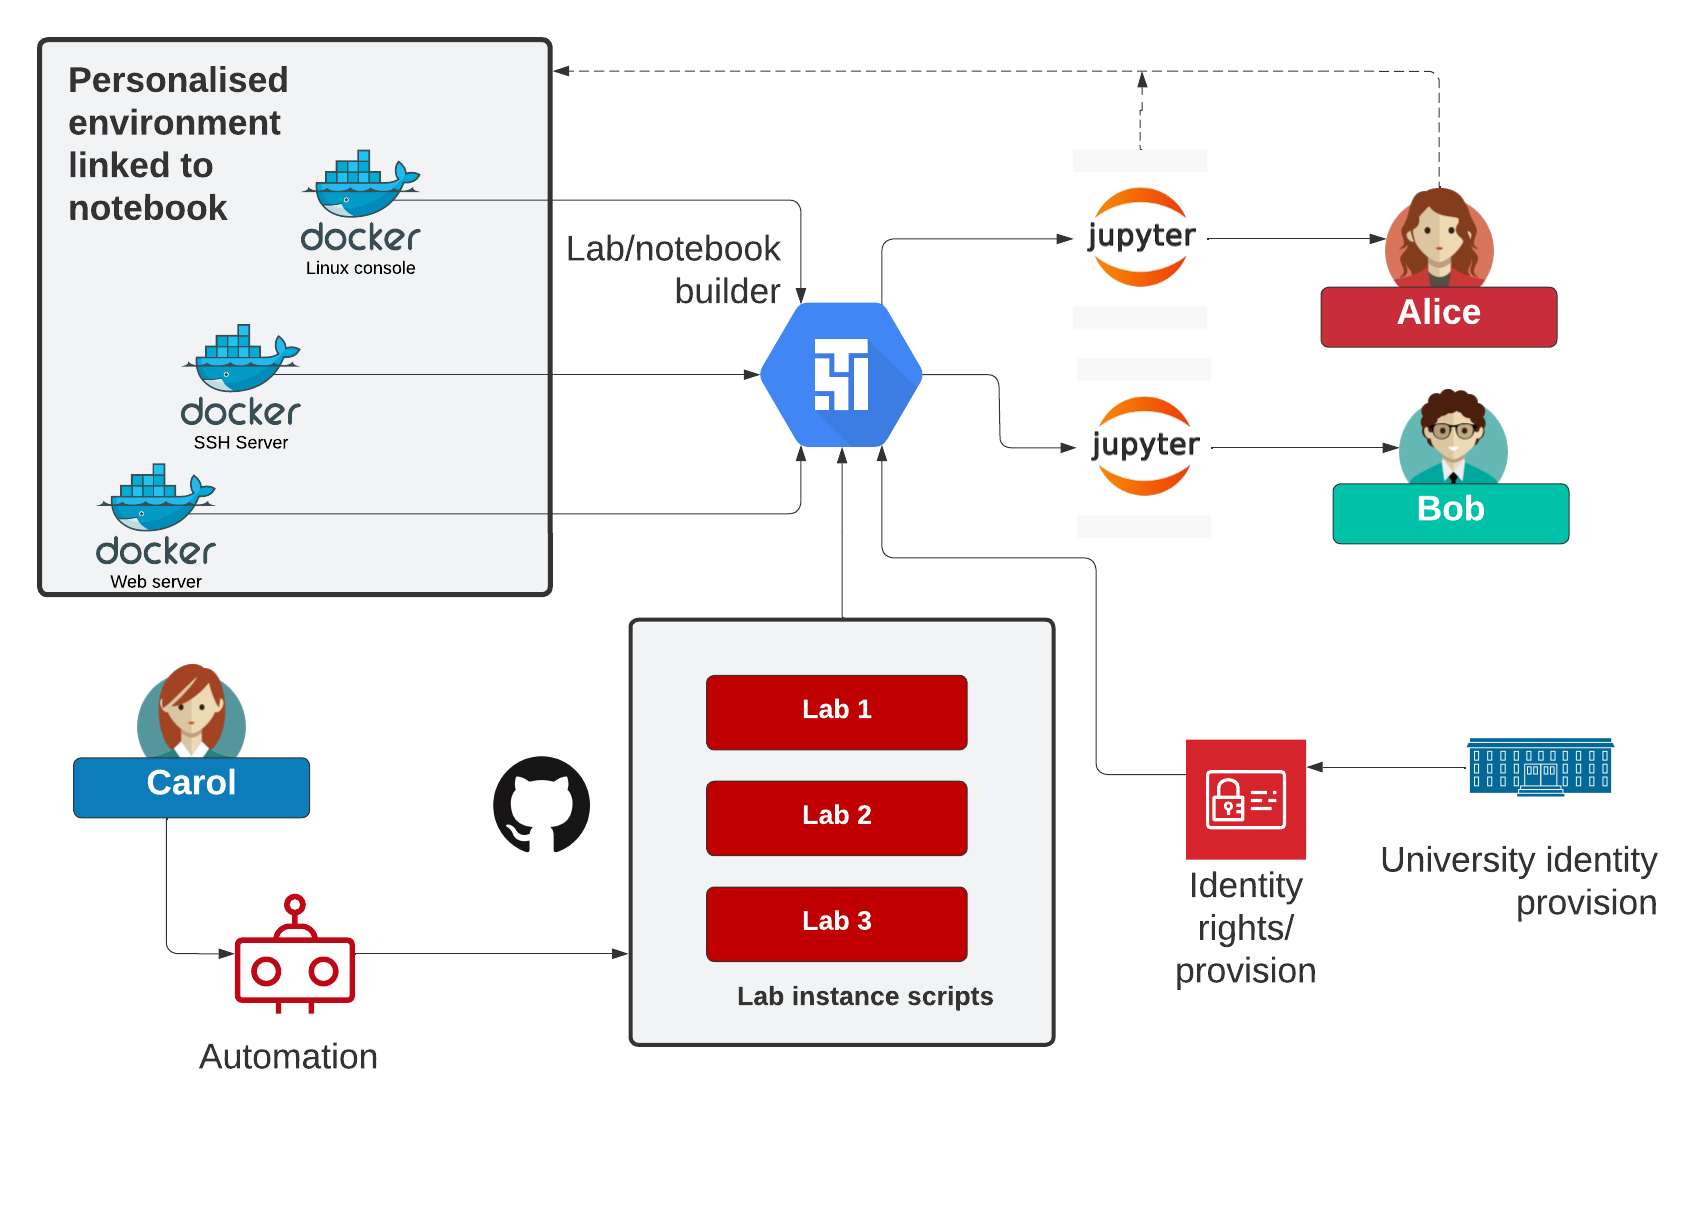 Personalised
environment
linked to
notebook
docker
Linux console
docker
SSH Server
docker
Web server
Lab/notebook
builder
jupyter
Alice
jupyter
Bob
Carol
Automation
Lab 1
Lab 2
Lab 3
Lab instance scripts
Identity
rights/
provision
University identity
provision